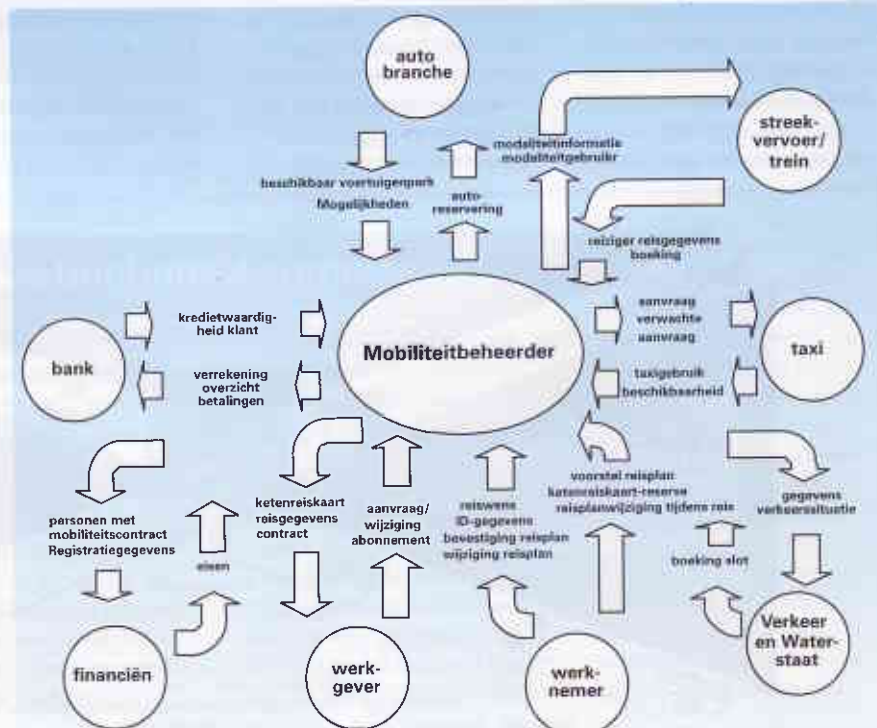 auto
branche
streek-
vervoer/
trein
modaliteitinformatie
modaliteitgebruikr
beschikbaar voertuigenpark
Mogelijkheden
auto-
reservering
reiziger reisgegevens
boeking
bank
kredietwaardig-
heid klant
verrekening
overzicht
betalingen
Mobiliteitbeheerder
aanvraag
verwachte
aanvraag
taxigebruik
beschikbaarheid
taxi
personen met
mobiliteitscontract
Registratiegegevens
eisen
ketenreiskaart
reisgegevens
contract
aanvraag/
wijziging
abonnement
reiswens
ID-gegevens
bevestiging reisplan
wijziging reisplan
voorstel reisplan
ketenreiskaart-reserve
reisplanwijziging tijdens reis
gegevens
verkeerssituatie
boeking slot
financiën
werk-
gever
werk-
nemer
Verkeer
en Water-
staat